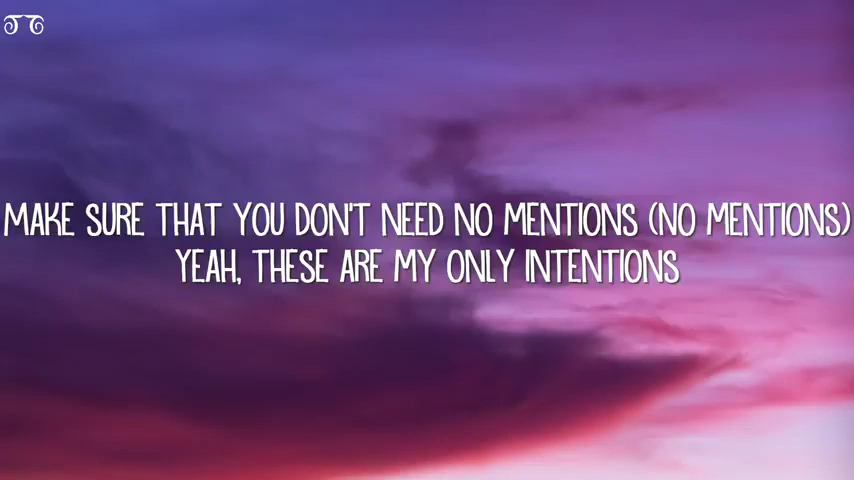 MAKE SURE THAT YOU DON'T NEED NO MENTIONS (NO MENTIONS)
YEAH, THESE ARE MY ONLY INTENTIONS